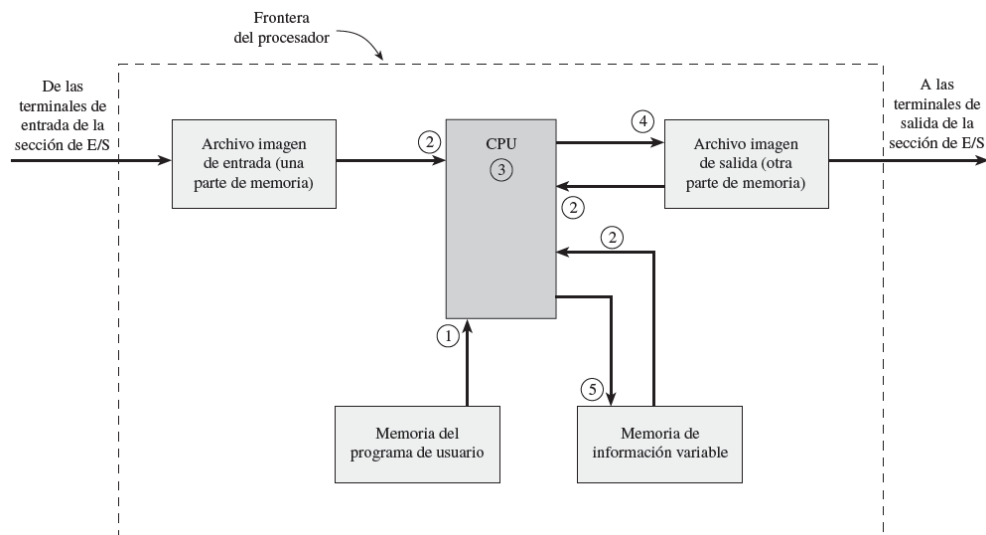 Frontera
del procesador
De las
terminales de
entrada de la
sección de E/S
Archivo imagen
de entrada (una
parte de memoria)
2
CPU
3
4
Archivo imagen
de salida (otra
parte de memoria)
A las
terminales de
salida de la
sección de E/S
2
2
1
5
Memoria del
programa de usuario
Memoria de
información variable